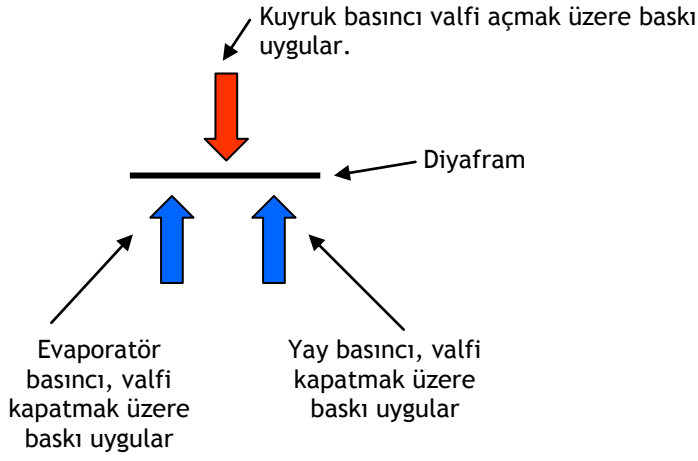 Kuyruk basıncı valfi açmak üzere baskı
uygular.
Diyafram
Evaporatör
basıncı, valfi
kapatmak üzere
baskı uygular
Yay basıncı, valfi
kapatmak üzere
baskı uygular